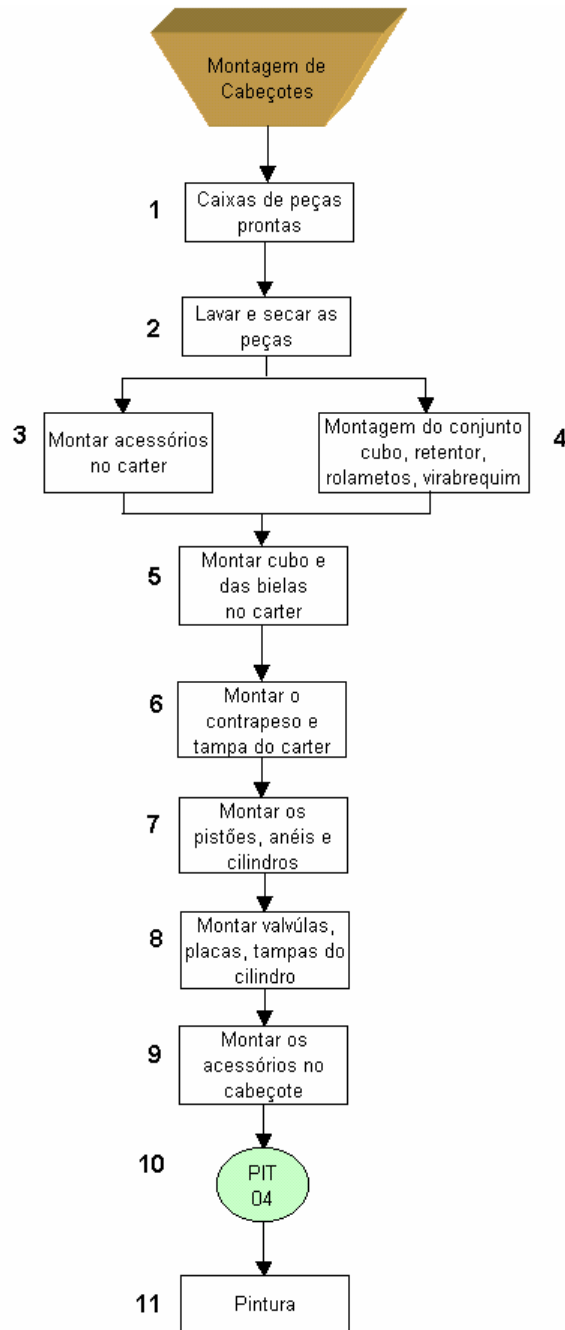 Montagem de
Cabeçotes
1
Caixas de peças
prontas
2
Lavar e secar as
peças
3
Montar acessórios
no carter
Montagem do conjunto
cubo, retentor,
rolametos, virabrequim
4
5
Montar cubo e
das bielas
no carter
6
Montar o
contrapeso e
tampa do carter
7
Montar os
pistões, anéis e
cilindros
8
Montar valvúlas,
placas, tampas do
cilindro
9
Montar os
acessórios no
cabeçote
10
PIT
04
11
Pintura